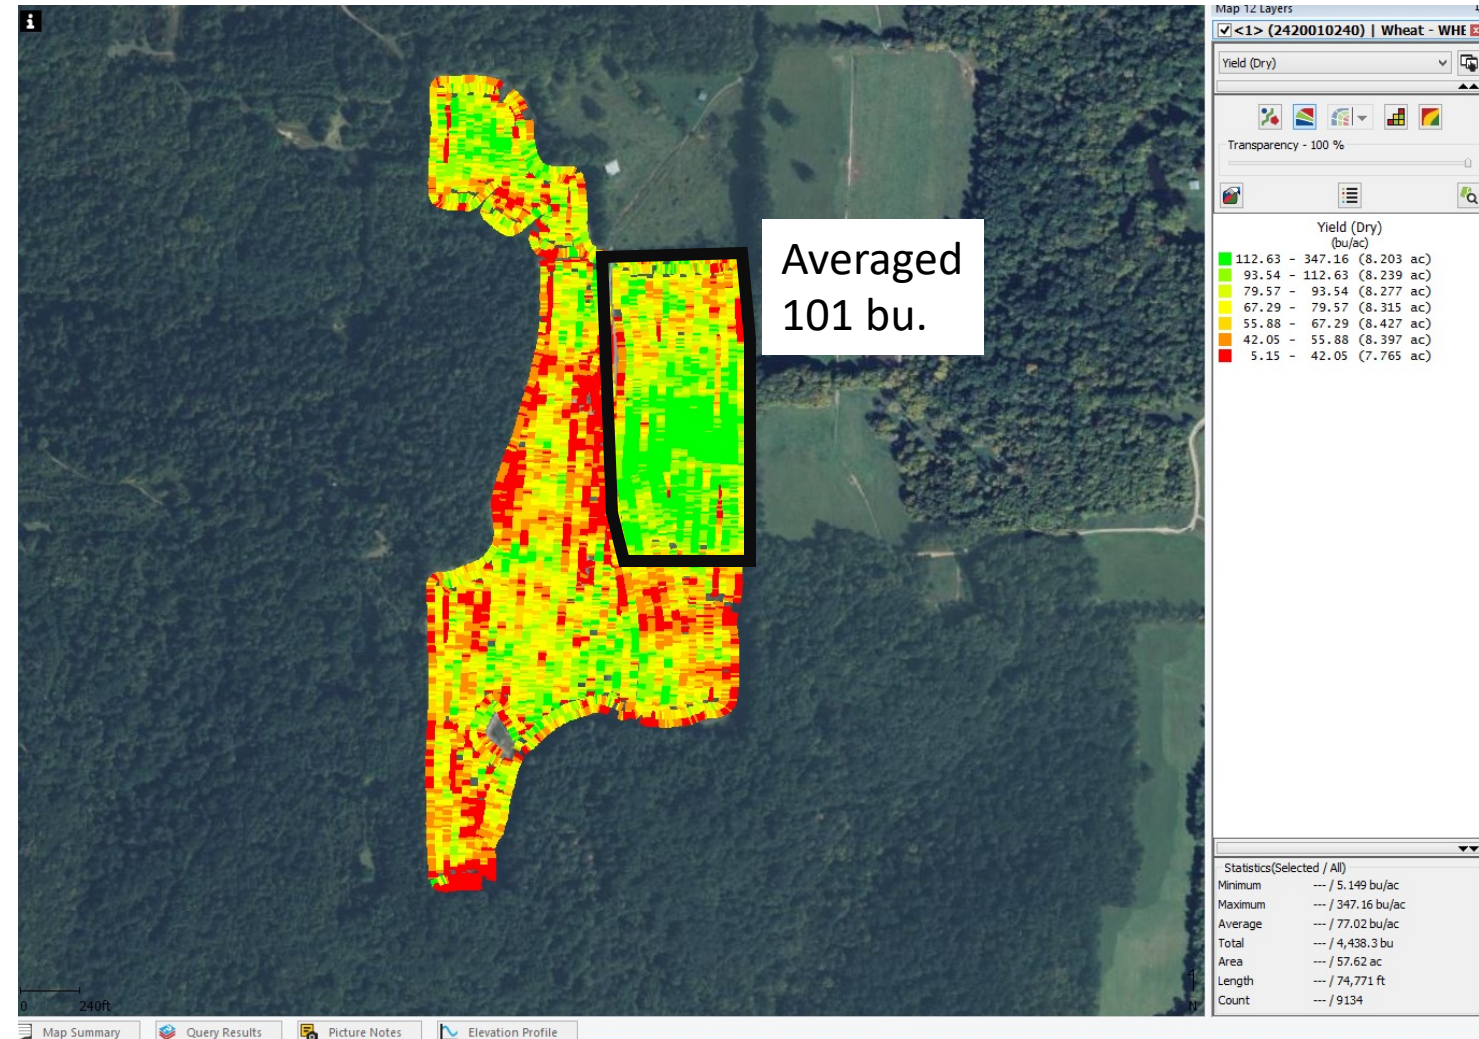 Map 12 Layers
<1> (2420010240) | Wheat - WHE
Yield (Dry)
Transparency - 100 %
Yield (Dry)
(bu/ac)
112.63 - 347.16 (8.203 ac)
93.54 - 112.63 (8.239 ac)
79.57 - 93.54 (8.277 ac)
67.29 - 79.57 (8.315 ac)
55.88 - 67.29 (8.427 ac)
42.05 - 55.88 (8.397 ac)
5.15 - 42.05 (7.765 ac)
Averaged
101 bu.
Statistics(Selected / All)
Minimum --- / 5.149 bu/ac
Maximum --- / 347.16 bu/ac
Average --- / 77.02 bu/ac
Total --- / 4,438.3 bu
Area --- / 57.62 ac
Length --- / 74,771 ft
Count --- / 9134
0 240ft
N
Map Summary Query Results Picture Notes Elevation Profile